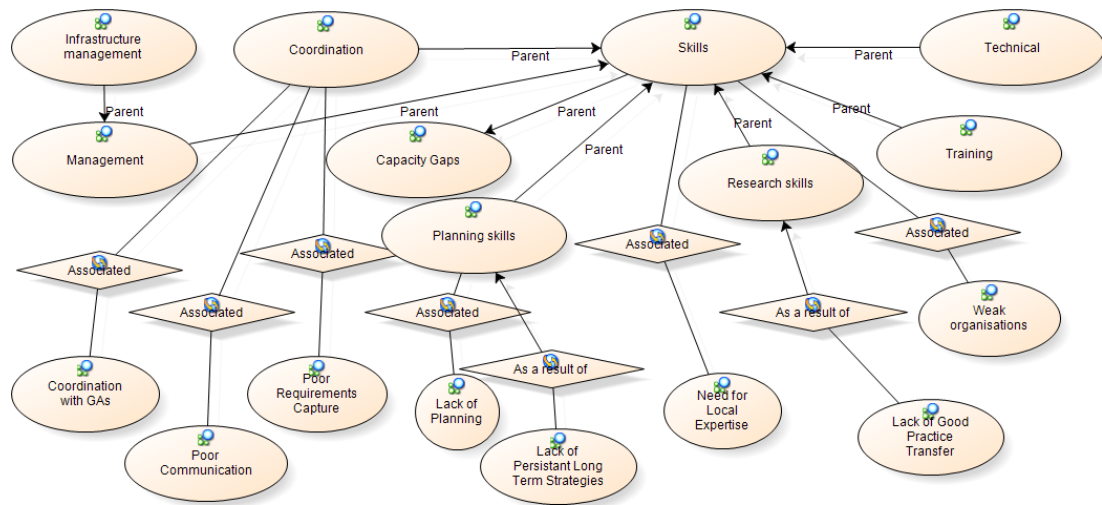 Infrastructure
management
Coordination
Skills
Technical
Parent
Parent
Parent
Parent
Parent
Parent
Parent
Parent
Management
Capacity Gaps
Training
Research skills
Planning skills
Associated
Associated
Associated
Associated
Associated
Associated
As a result of
As a result of
Weak
organisations
Coordination
with GAs
Poor
Requirements
Capture
Lack of
Planning
Need for
Local
Expertise
Poor
Communication
Lack of
Persistant Long
Term Strategies
Lack of Good
Practice
Transfer